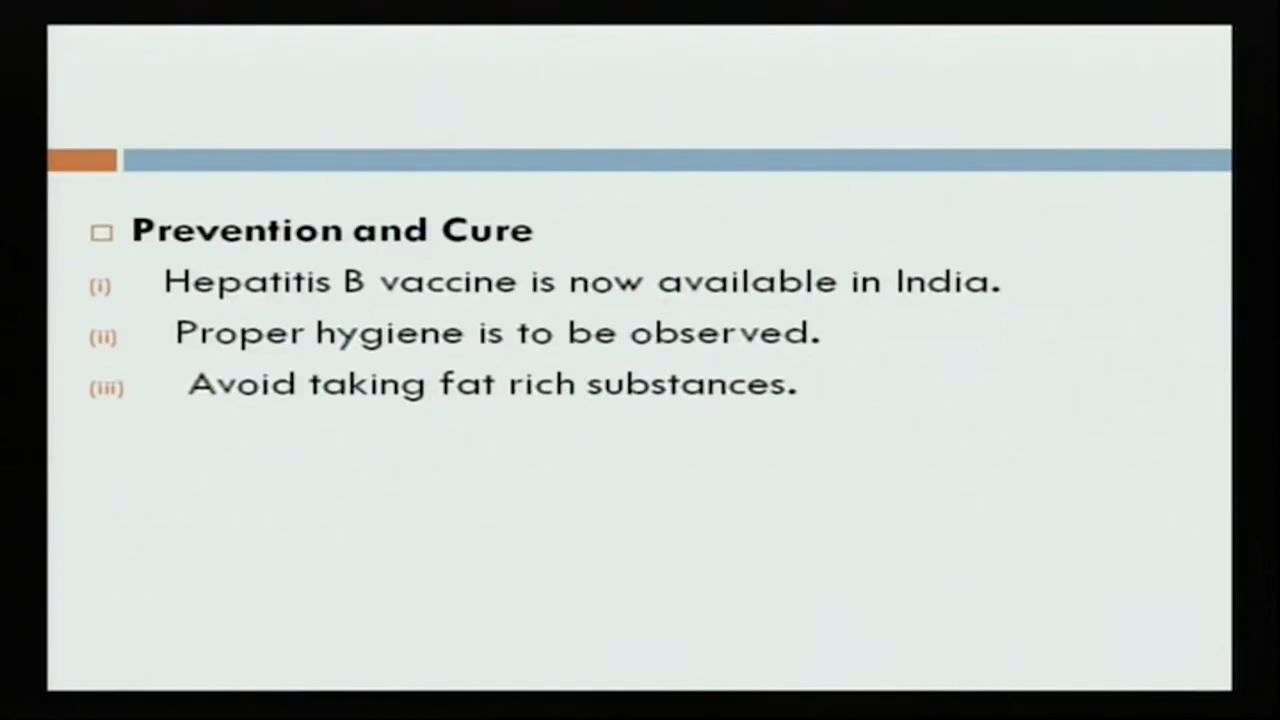 Prevention and Cure
(i) Hepatitis B vaccine is now available in India.
(ii) Proper hygiene is to be observed.
(iii) Avoid taking fat rich substances.